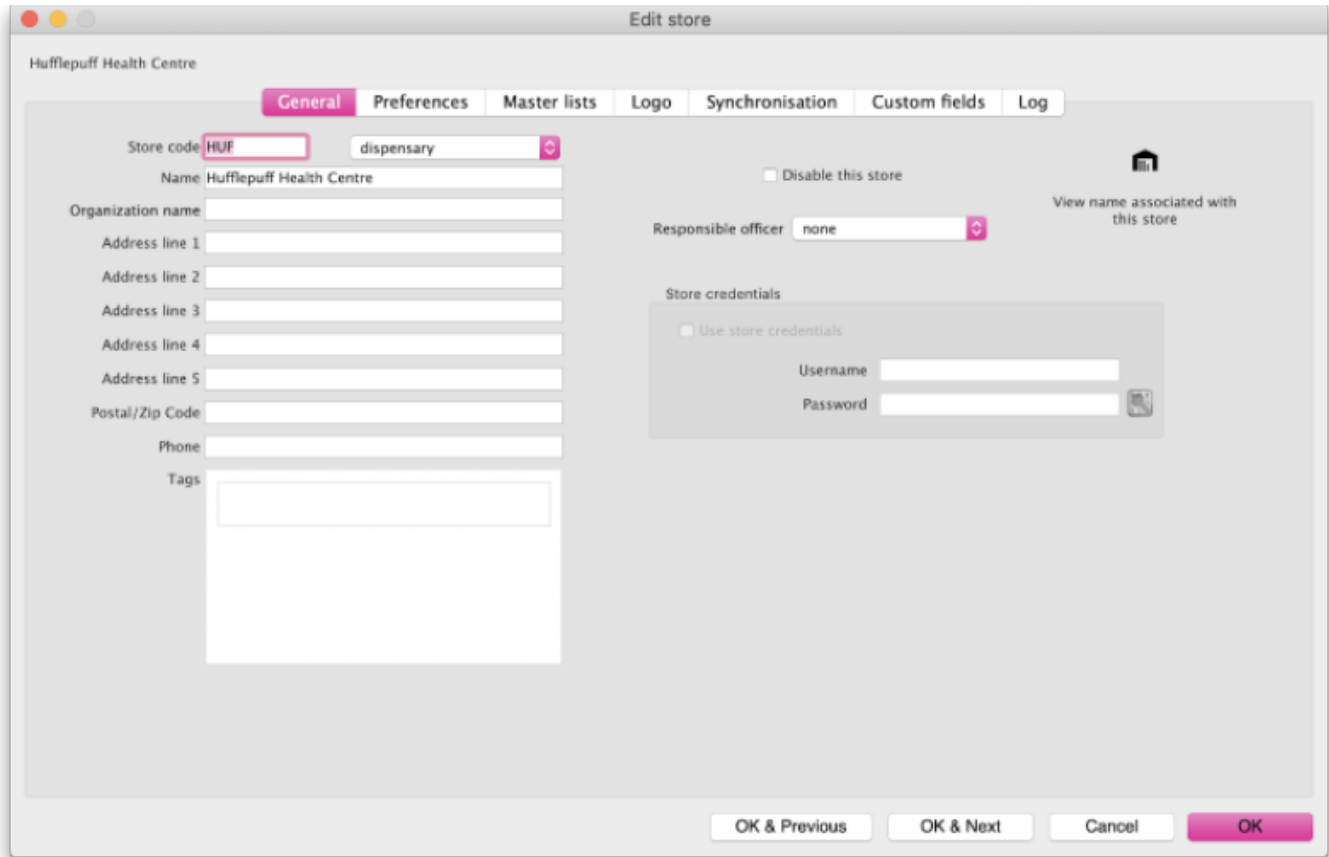 Edit store
Hufflepuff Health Centre
General Preferences Master lists Logo Synchronisation Custom fields Log
Store code HUF dispensary
Name Hufflepuff Health Centre
Organization name
Address line 1
Address line 2
Address line 3
Address line 4
Address line 5
Postal/Zip Code
Phone
Tags
Disable this store
Responsible officer none
View name associated with
this store
Store credentials
Use store credentials
Username
Password
OK & Previous OK & Next Cancel OK